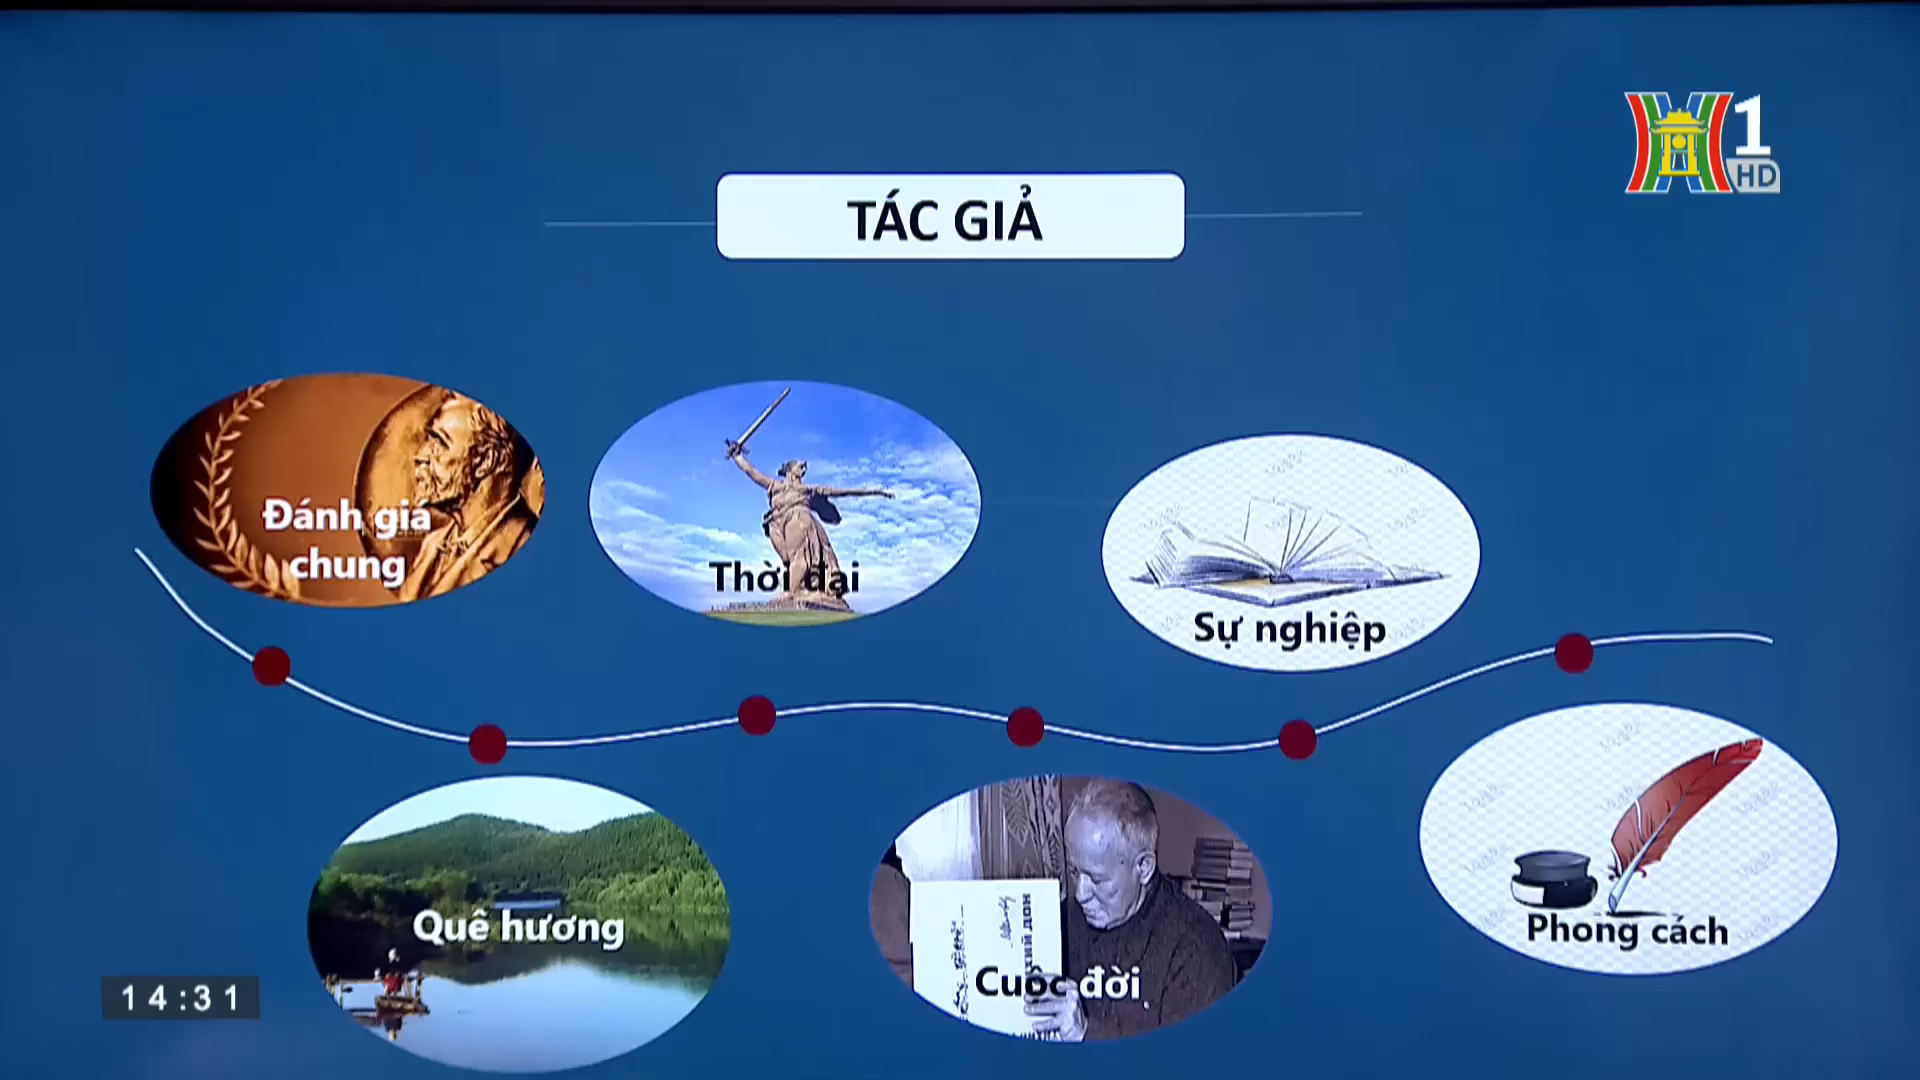 1
HD
TÁC GIẢ
Đánh giá
chung
Thời đại
Sự nghiệp
Quê hương
Cuộc đời
Phong cách
14:31